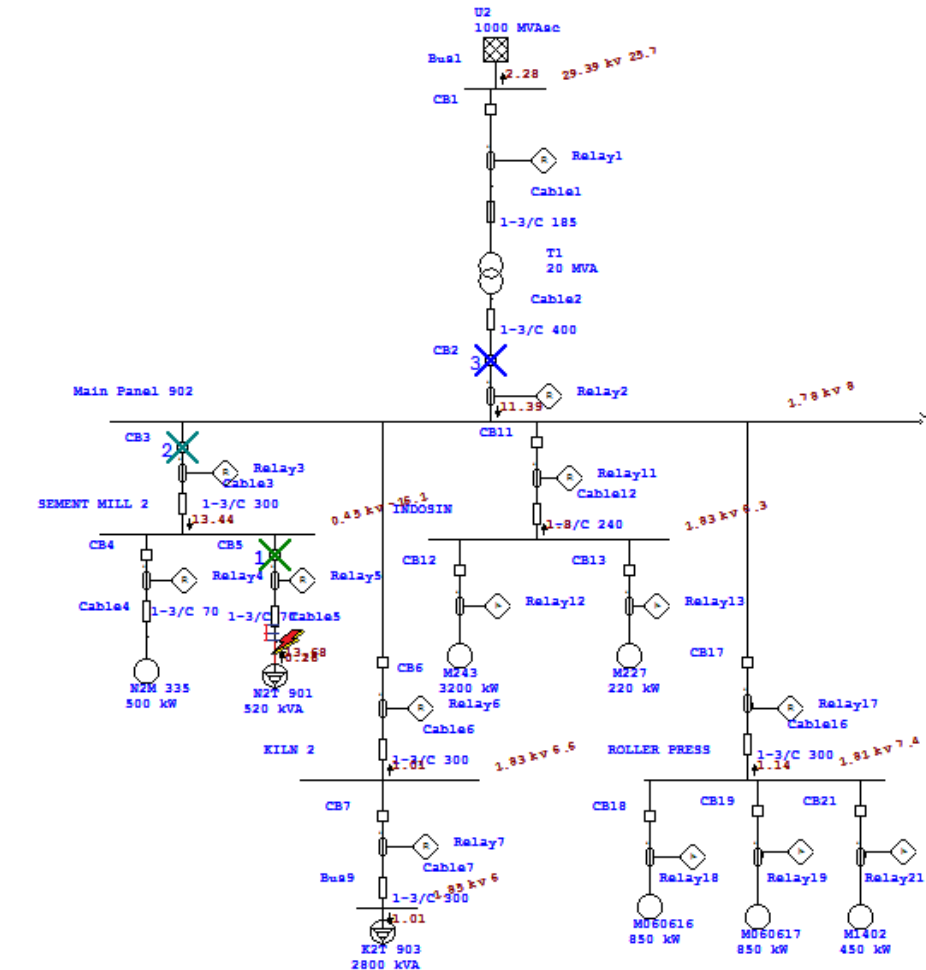 U2
1000 MVAsc
Bus1
2.28
29.39 kv 25.7
CB1
R
Relay1
Cable1
1-3/C 185
T1
20 MVA
Cable2
1-3/C 400
CB2
3
R
Relay2
Main Panel 902
11.39
1.78 kv 8
CB3
2
CB11
R
Relay3
Cable3
R
Relay11
Cable12
SEMENT MILL 2
1-3/C 300
INDOSIN
1-3/C 240
13.44
1.83 kv 6.3
CB4
CB5
1
CB12
CB13
R
Relay4
R
Relay5
Relay12
Relay13
Cable4
1-3/C 70
Cable5
13.68
0.28
N2M 335
500 kW
N2T 901
520 kVA
CB6
M243
3200 kW
M227
220 kW
CB17
R
Relay6
Cable6
R
Relay17
Cable16
KILN 2
1-3/C 300
1.83 kv 6.6
ROLLER PRESS
1-3/C 300
1.01
1.14
1.81 kv 7.4
CB7
CB18
CB19
CB21
R
Relay7
Cable7
Relay18
Relay19
Relay21
Bus9
1-3/C 300
1.85 kv 6
1.01
K2T 903
2800 kVA
M060616
850 kW
M060617
850 kW
M1402
450 kW